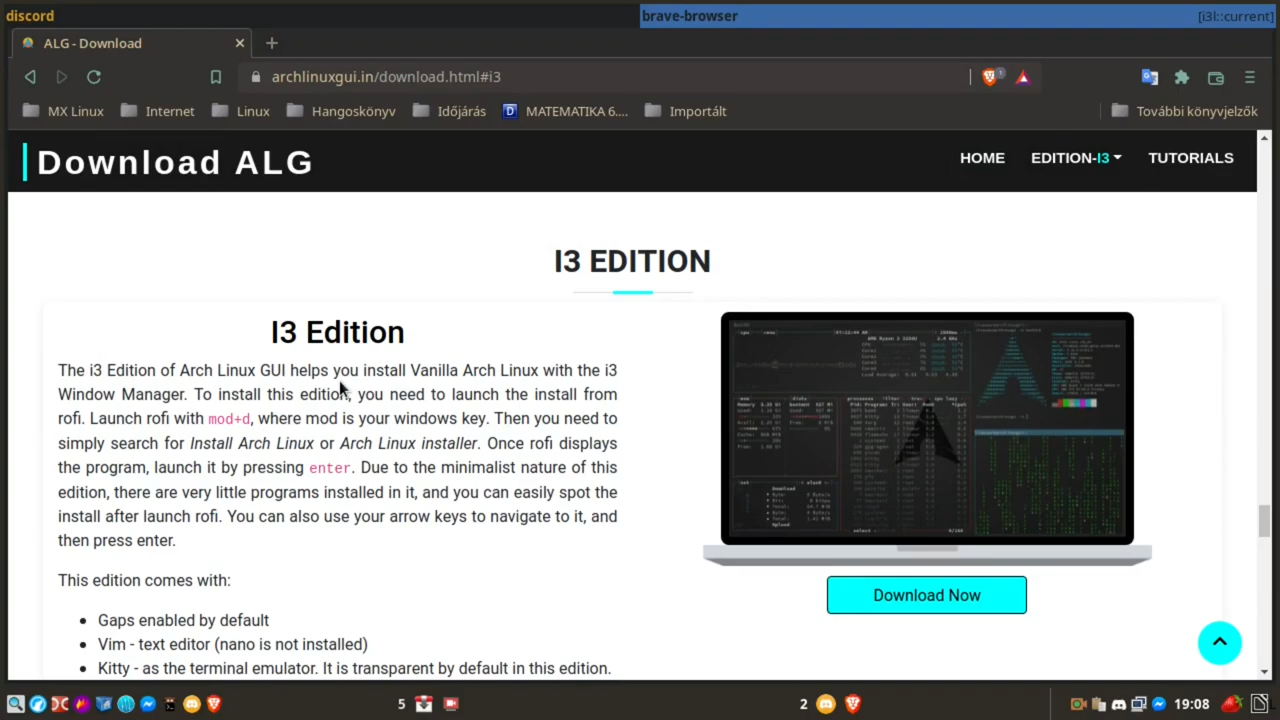 discord
brave-browser [i3l::current]
ALG - Download
archlinuxgui.in/download.html#i3
1
MX Linux Internet Linux Hangoskönyv Időjárás MATEMATIKA 6.... Importált További könyvjelzők
Download ALG
HOME EDITION-I3 TUTORIALS
I3 EDITION
I3 Edition
The i3 Edition of Arch Linux GUI helps you install Vanilla Arch Linux with the i3
Window Manager. To install this edition, you need to launch the install from
rofi. Launch rofi with mod+d, where mod is your windows key. Then you need to
simply search for Install Arch Linux or Arch Linux installer. Once rofi displays
the program, launch it by pressing enter. Due to the minimalist nature of this
edition, there are very little programs installed in it, and you can easily spot the
install after launch rofi. You can also use your arrow keys to navigate to it, and
then press enter.
This edition comes with:
Gaps enabled by default
Vim - text editor (nano is not installed)
Kitty - as the terminal emulator. It is transparent by default in this edition.
Download Now
5
2
19:08